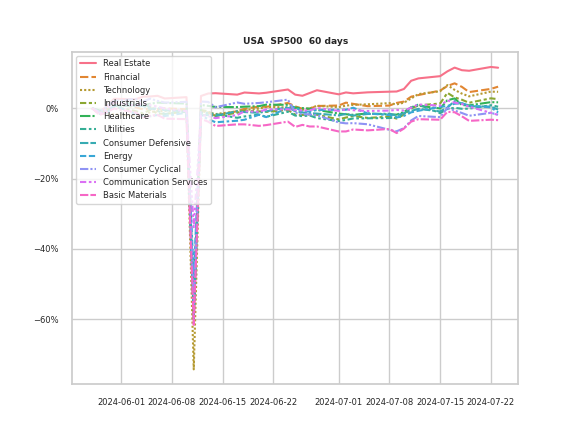 USA  SP500  60 days
Real Estate
Financial
Technology
Industrials
Healthcare
Utilities
Consumer Defensive
Energy
Consumer Cyclical
Communication Services
Basic Materials
0%
−20%
−40%
−60%
2024-06-01 2024-06-08 2024-06-15 2024-06-22 2024-07-01 2024-07-08 2024-07-15 2024-07-22